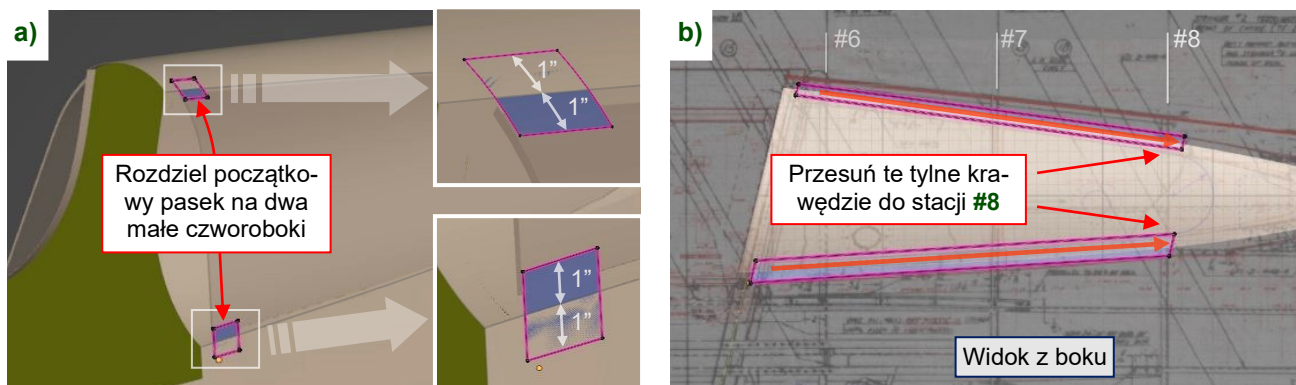 a)
1”
1”
Rozdziel początko-
wy pasek na dwa
małe czworoboki
1”
1”
b)
#6
#7
#8
Przesuń te tylne kra-
wędzie do stacji #8
Widok z boku